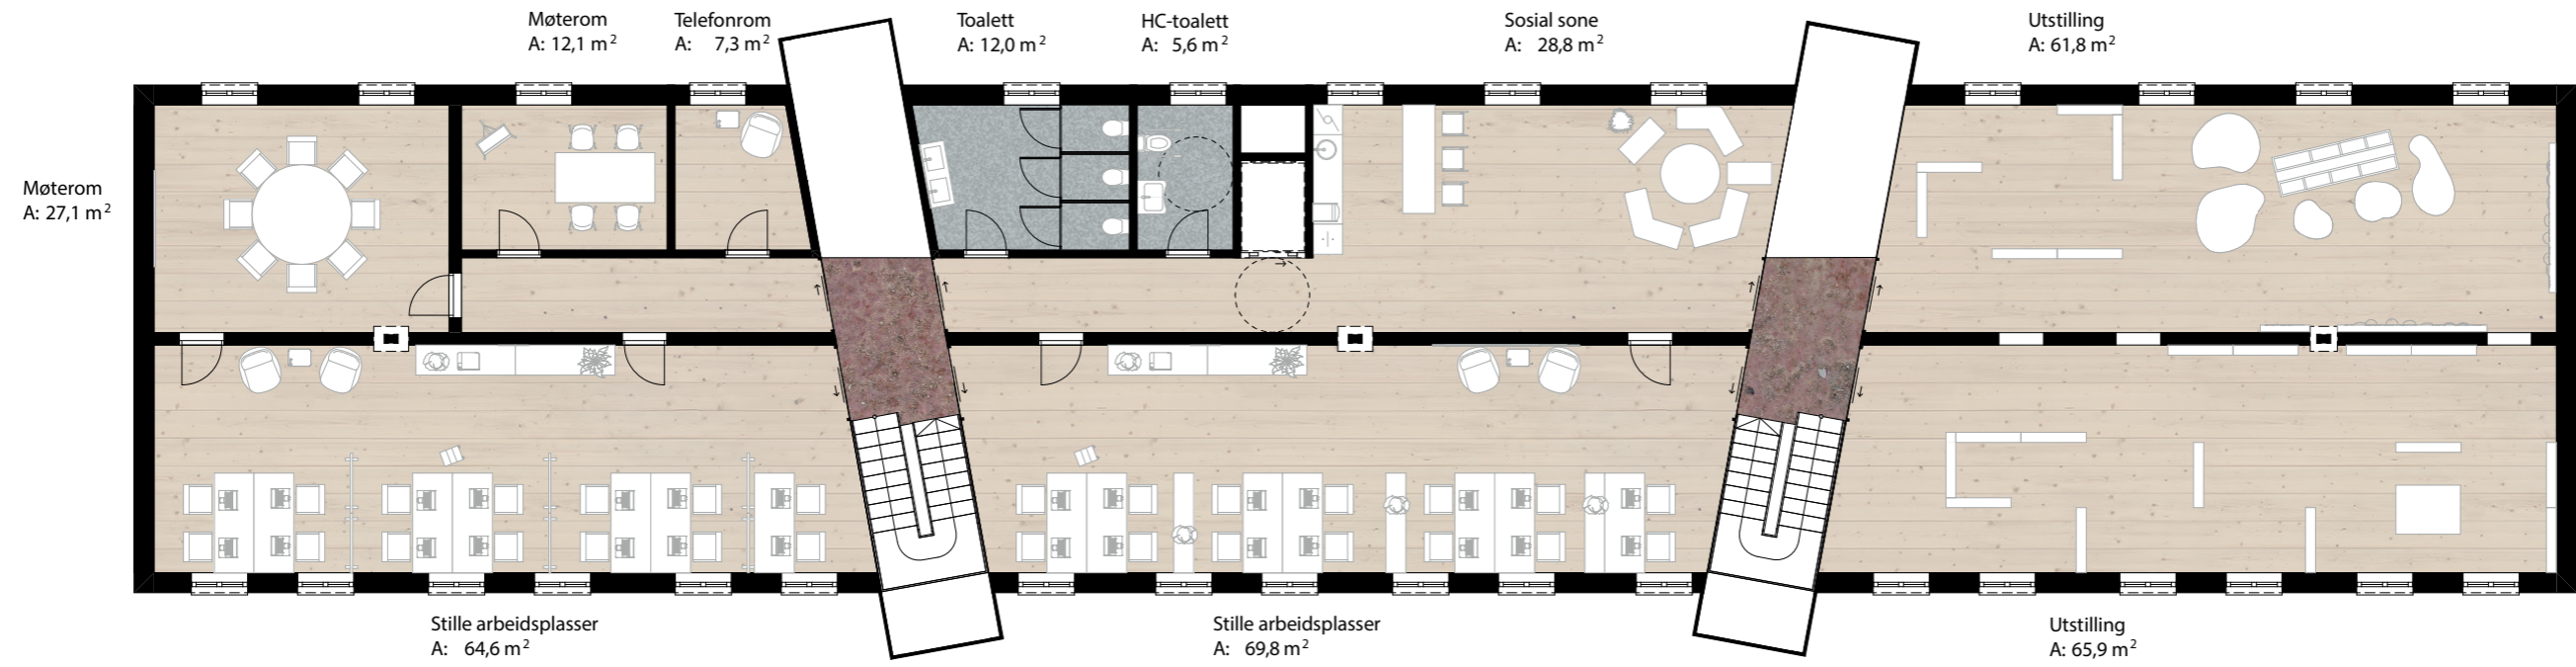 Møterom
A: 12,1 m²
Telefonrom
A: 7,3 m²
Toalett
A: 12,0 m²
HC-toalett
A: 5,6 m²
Sosial sone
A: 28,8 m²
Utstilling
A: 61,8 m²
Møterom
A: 27,1 m²
Stille arbeidsplasser
A: 64,6 m²
Stille arbeidsplasser
A: 69,8 m²
Utstilling
A: 65,9 m²